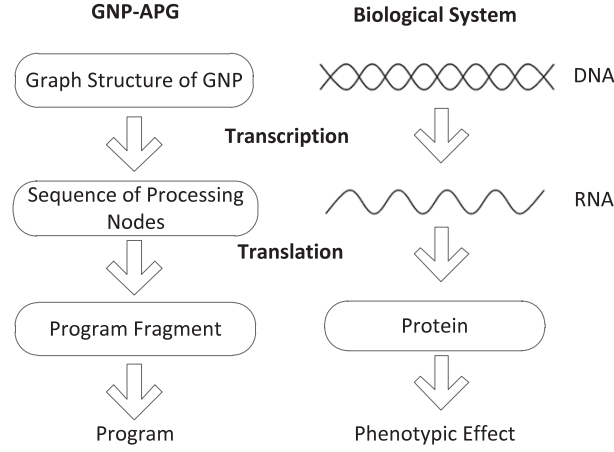 GNP-APG
Biological System
Graph Structure of GNP
DNA
Transcription
Sequence of Processing
Nodes
RNA
Translation
Program Fragment
Protein
Program
Phenotypic Effect